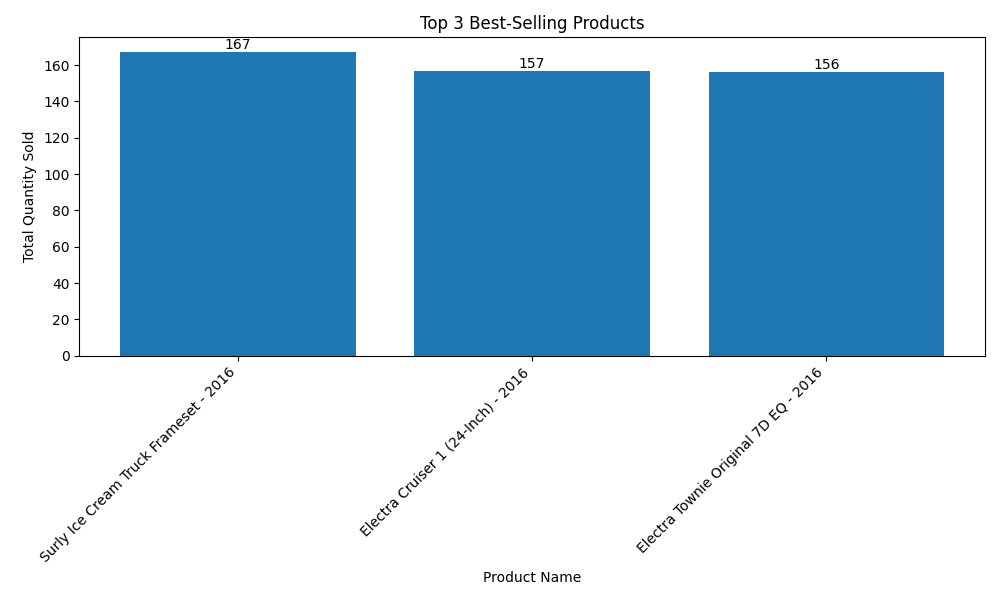 Top 3 Best-Selling Products
167
157
156
Total Quantity Sold
160
140
120
100
80
60
40
20
0
Surly Ice Cream Truck Frameset - 2016
Electra Cruiser 1 (24-Inch) - 2016
Electra Townie Original 7D EQ - 2016
Product Name